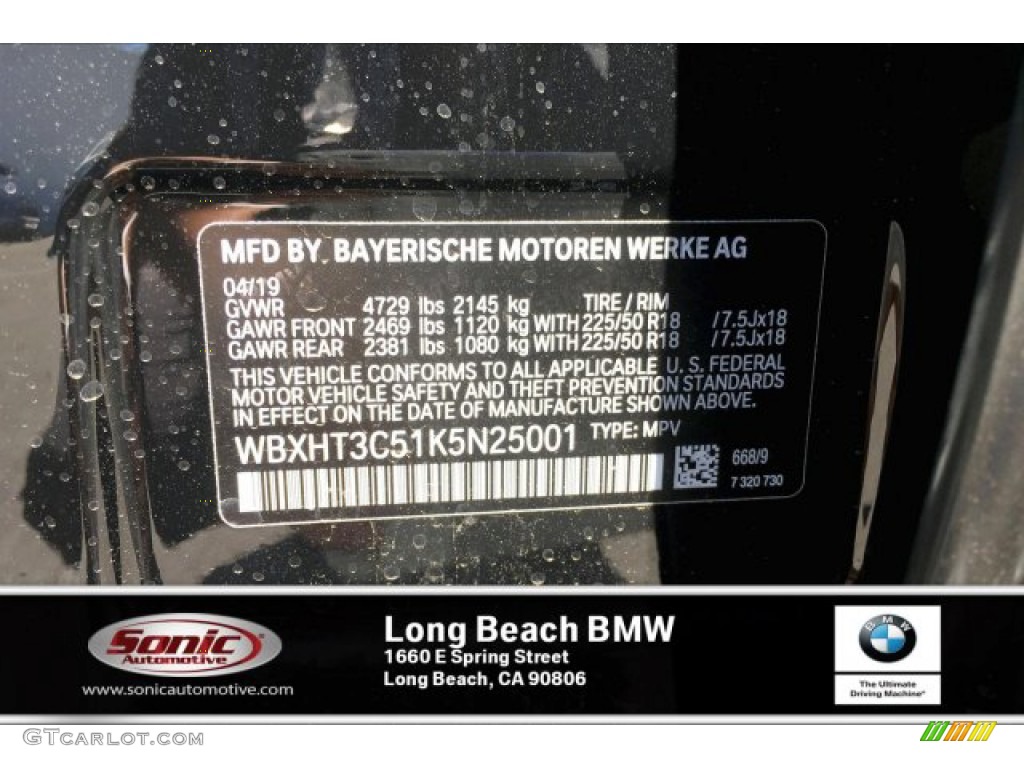 MFD BY. BAYERISCHE MOTOREN WERKE AG
04/19
GVWR 4729 lbs 2145 kg TIRE / RIM
GAWR FRONT 2469 lbs 1120 kg WITH 225/50 R18 /7.5Jx18
GAWR REAR 2381 lbs 1080 kg WITH 225/50 R18 /7.5Jx18
THIS VEHICLE CONFORMS TO ALL APPLICABLE U. S. FEDERAL
MOTOR VEHICLE SAFETY AND THEFT PREVENTION STANDARDS
IN EFFECT ON THE DATE OF MANUFACTURE SHOWN ABOVE.
WBXHT3C51K5N25001 TYPE: MPV
668/9
7 320 730
Sonic
Automotive
www.sonicautomotive.com
Long Beach BMW
1660 E Spring Street
Long Beach, CA 90806
BMW
The Ultimate
Driving Machine®
GTCARLOT.COM